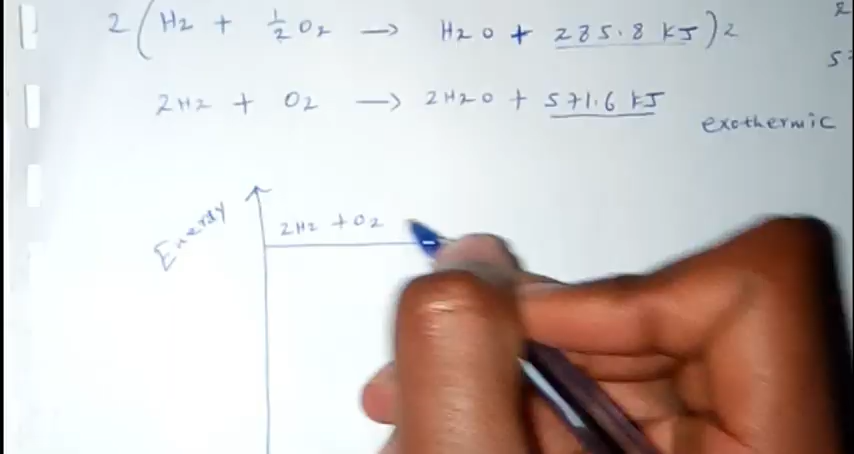 2(H2 + 1/2 O2 → H2O + 285.8 kJ)2
2H2 + O2 → 2H2O + 571.6 kJ
exothermic
Energy
2H2 + O2